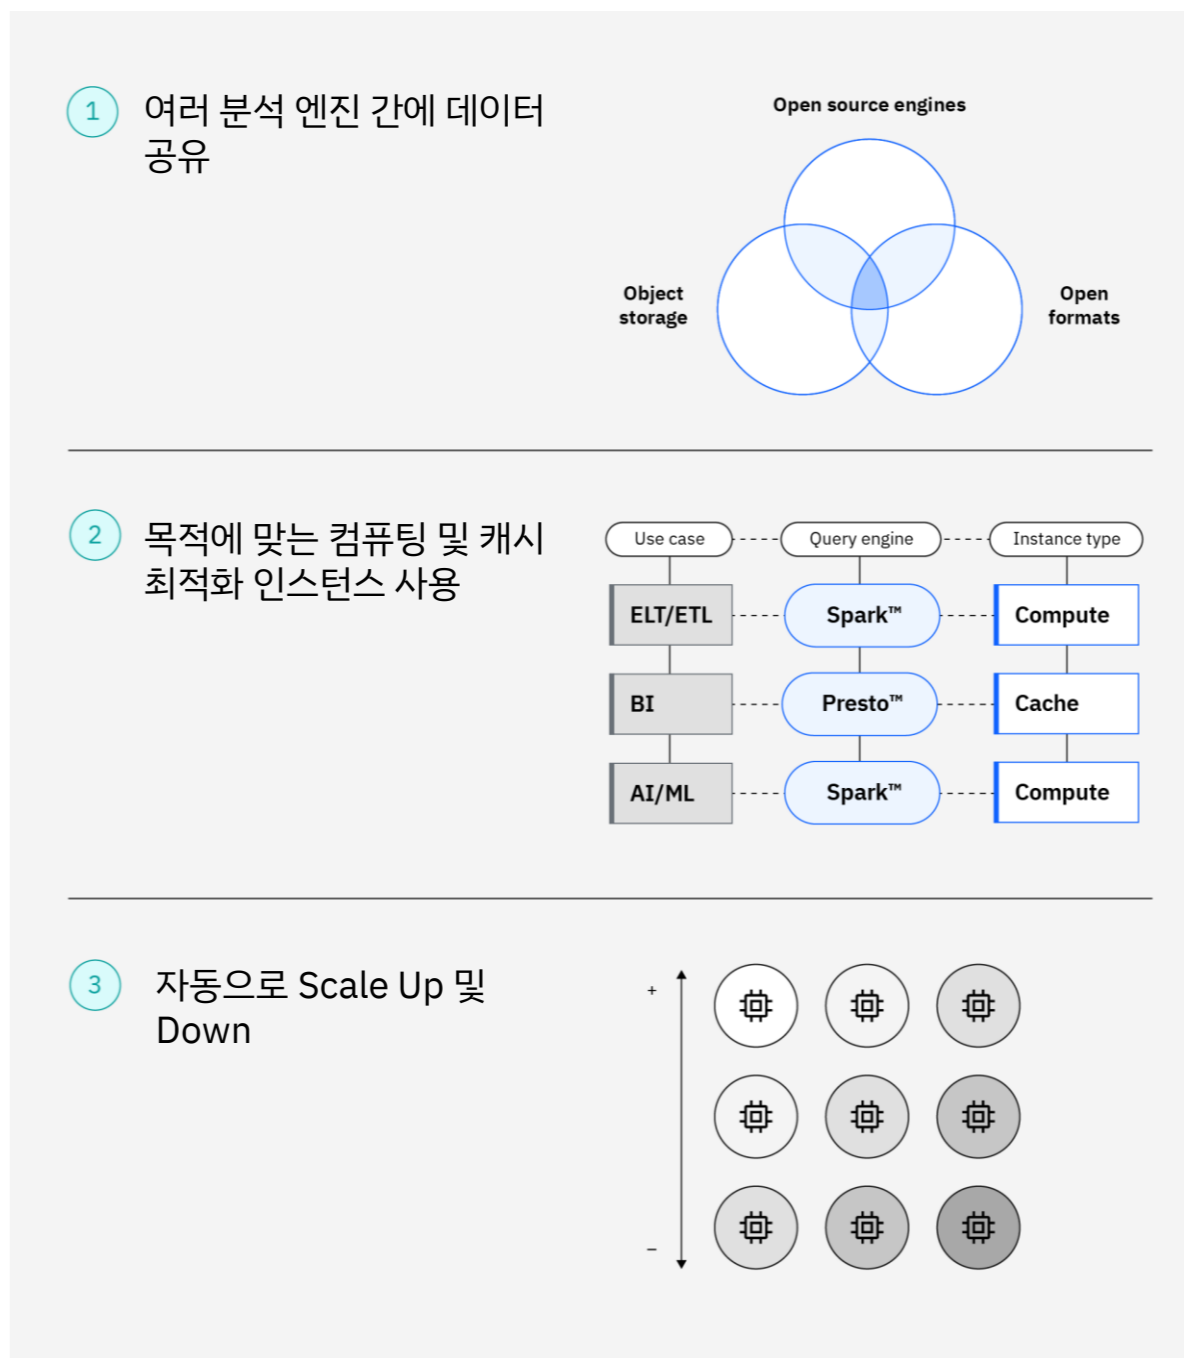 1
여러 분석 엔진 간에 데이터
공유
Open source engines
Object
storage
Open
formats
2
목적에 맞는 컴퓨팅 및 캐시
최적화 인스턴스 사용
Use case
Query engine
Instance type
ELT/ETL
Spark™
Compute
BI
Presto™
Cache
AI/ML
Spark™
Compute
3
자동으로 Scale Up 및
Down
+
–